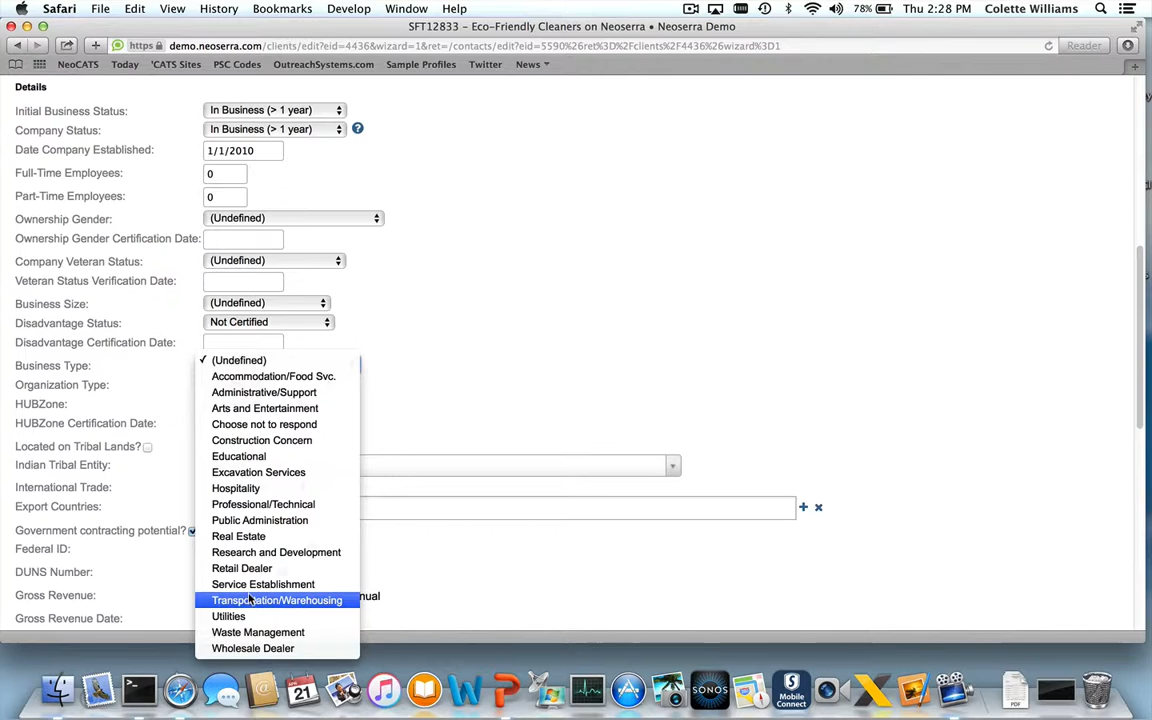 Safari File Edit View History Bookmarks Develop Window Help 78% Thu 2:28 PM Colette Williams
SFT12833 – Eco-Friendly Cleaners on Neoserra • Neoserra Demo
https demo.neoserra.com/clients/edit?eid=4436&wizard=1&ret=/contacts/edit?eid=5590%26ret%3D%2Fclients%2F4436%26wizard%3D1 Reader
NeoCATS Today 'CATS Sites PSC Codes OutreachSystems.com Sample Profiles Twitter News
Details
Initial Business Status: In Business (> 1 year)
Company Status: In Business (> 1 year) ?
Date Company Established: 1/1/2010
Full-Time Employees: 0
Part-Time Employees: 0
Ownership Gender: (Undefined)
Ownership Gender Certification Date:
Company Veteran Status: (Undefined)
Veteran Status Verification Date:
Business Size: (Undefined)
Disadvantage Status: Not Certified
Disadvantage Certification Date:
Business Type:
Organization Type:
HUBZone:
HUBZone Certification Date:
Located on Tribal Lands?
Indian Tribal Entity:
International Trade:
Export Countries:
Government contracting potential?
Federal ID:
DUNS Number:
Gross Revenue: nual
Gross Revenue Date:
✓ (Undefined)
Accommodation/Food Svc.
Administrative/Support
Arts and Entertainment
Choose not to respond
Construction Concern
Educational
Excavation Services
Hospitality
Professional/Technical
Public Administration
Real Estate
Research and Development
Retail Dealer
Service Establishment
Transportation/Warehousing
Utilities
Waste Management
Wholesale Dealer
APR
21
SONOS
Mobile
Connect
PDF